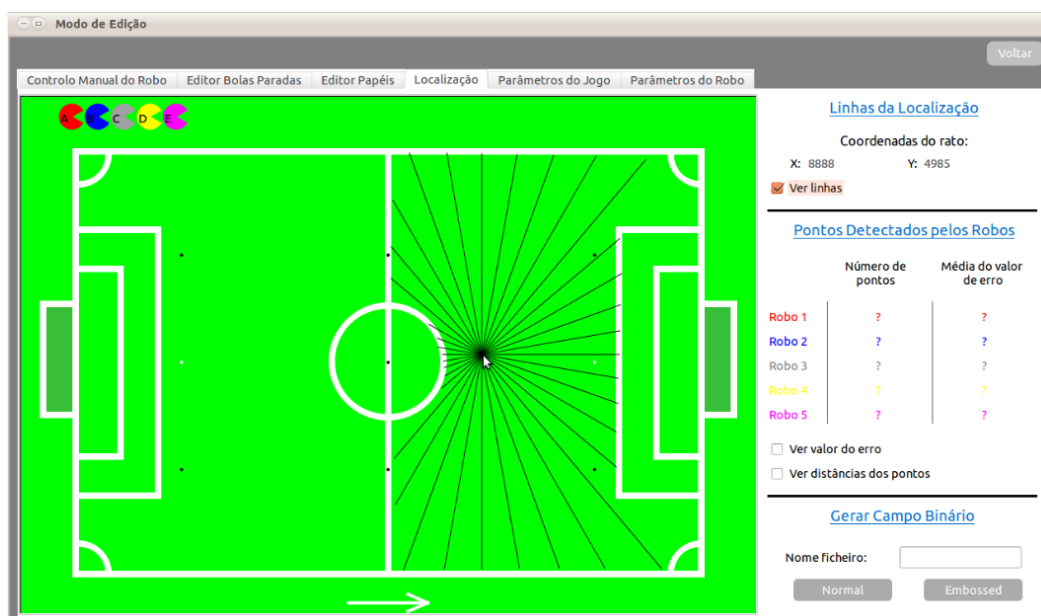 Modo de Edição
Voltar
Controlo Manual do Robo Editor Bolas Paradas Editor Papéis Localização Parâmetros do Jogo Parâmetros do Robo
A B C D E
Linhas da Localização
Coordenadas do rato:
X: 8888 Y: 4985
Ver linhas
Pontos Detectados pelos Robos
Número de pontos Média do valor de erro
Robo 1 ? ?
Robo 2 ? ?
Robo 3 ? ?
Robo 4 ? ?
Robo 5 ? ?
Ver valor do erro
Ver distâncias dos pontos
Gerar Campo Binário
Nome ficheiro:
Normal Embossed